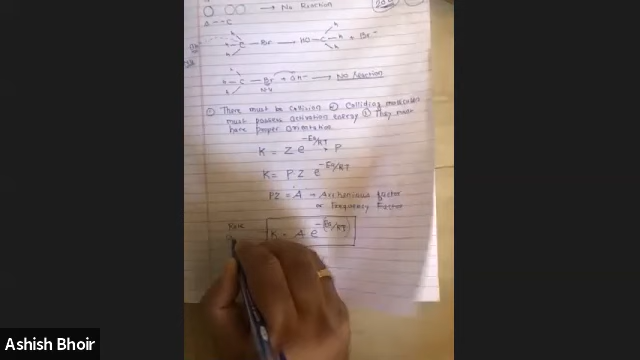 → No Reaction
A -- C
H
C — Br → HO — C — H + Br⁻
H
C — Br + OH⁻ → No Reaction
① There must be collision ② Colliding molecules
must possess activation energy ③ They must
have proper orientation.
K = Z e^-Ea/RT × P
K = P·Z e^-Ea/RT
PZ = A → Arrhenius factor
or Frequency Factor
Rate
K = A e^-(Ea/RT)
Ashish Bhoir